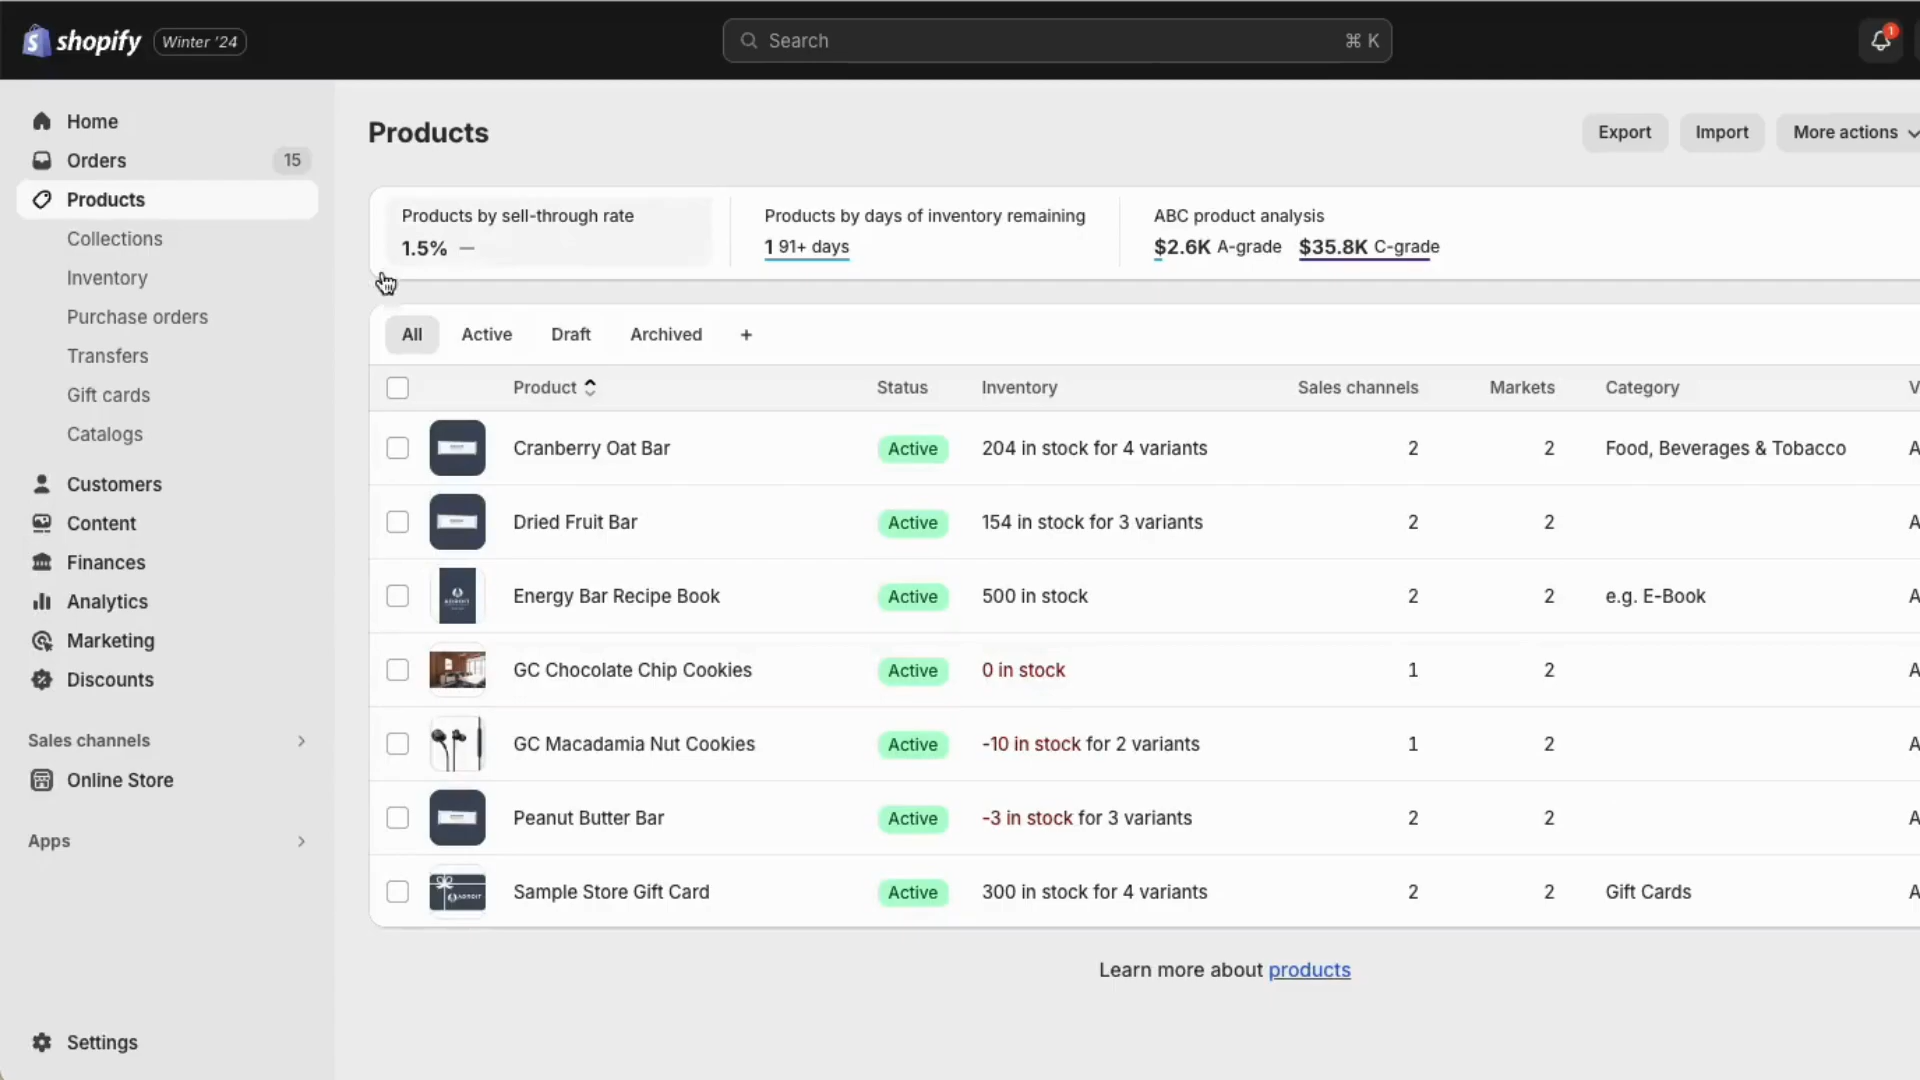 shopify Winter '24
Search ⌘ K
1
Home
Orders 15
Products
Collections
Inventory
Purchase orders
Transfers
Gift cards
Catalogs
Customers
Content
Finances
Analytics
Marketing
Discounts
Sales channels
Online Store
Apps
Settings
Products
Export Import More actions
Products by sell-through rate
1.5% —
Products by days of inventory remaining
1 91+ days
ABC product analysis
$2.6K A-grade $35.8K C-grade
All Active Draft Archived +
Product Status Inventory Sales channels Markets Category V
Cranberry Oat Bar Active 204 in stock for 4 variants 2 2 Food, Beverages & Tobacco A
Dried Fruit Bar Active 154 in stock for 3 variants 2 2 A
Energy Bar Recipe Book Active 500 in stock 2 2 e.g. E-Book A
GC Chocolate Chip Cookies Active 0 in stock 1 2 A
GC Macadamia Nut Cookies Active -10 in stock for 2 variants 1 2 A
Peanut Butter Bar Active -3 in stock for 3 variants 2 2 A
Sample Store Gift Card Active 300 in stock for 4 variants 2 2 Gift Cards A
Learn more about products